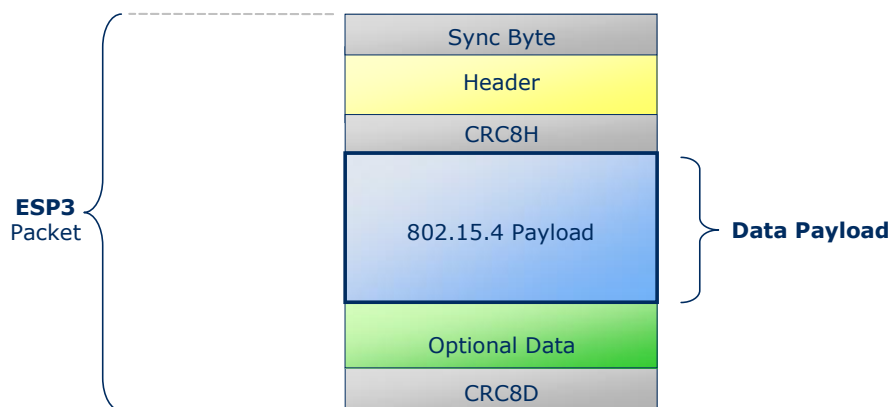 Sync Byte
Header
CRC8H
802.15.4 Payload
ESP3
Packet
Data Payload
Optional Data
CRC8D